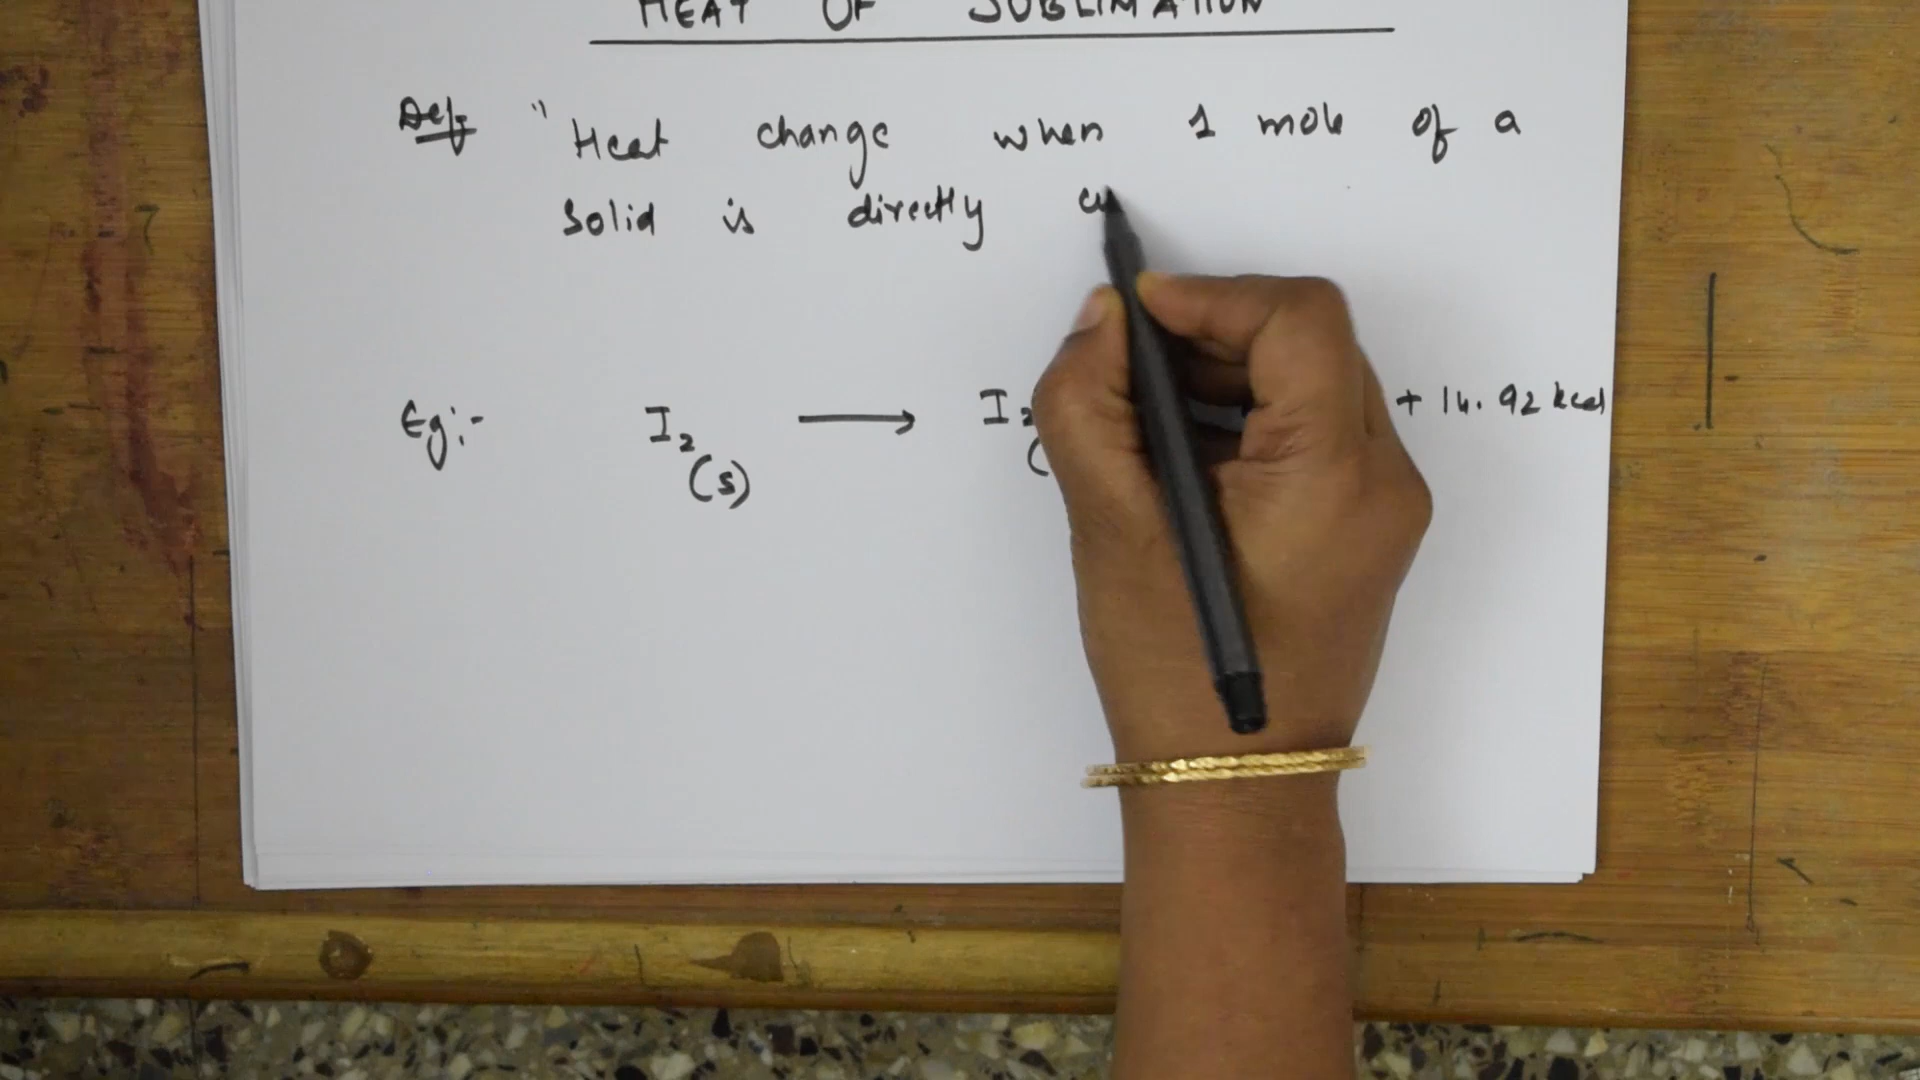 HEAT OF SUBLIMATION
Def "Heat change when 1 mole of a
Solid is directly
Eg:- I2 (s) ⟶ I2 ( + 14.92 kcal